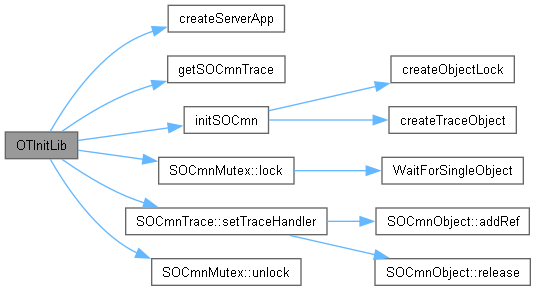 createServerApp
getSOCmnTrace
createObjectLock
initSOCmn
createTraceObject
OTInitLib
SOCmnMutex::lock
WaitForSingleObject
SOCmnTrace::setTraceHandler
SOCmnObject::addRef
SOCmnMutex::unlock
SOCmnObject::release